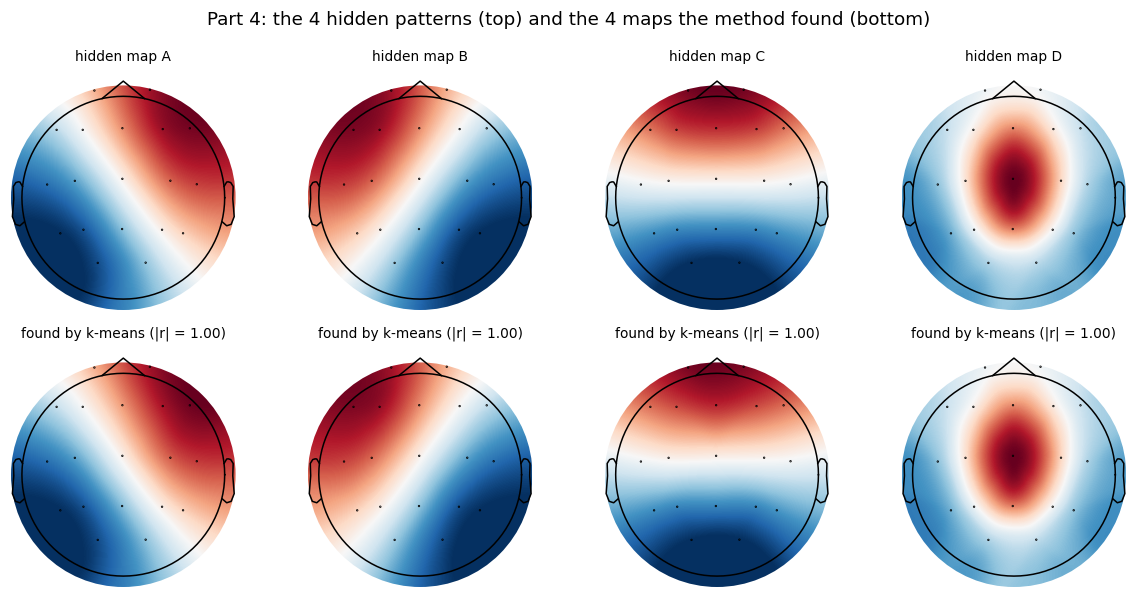 Part 4: the 4 hidden patterns (top) and the 4 maps the method found (bottom)
hidden map A
hidden map B
hidden map C
hidden map D
found by k-means (|r| = 1.00)
found by k-means (|r| = 1.00)
found by k-means (|r| = 1.00)
found by k-means (|r| = 1.00)